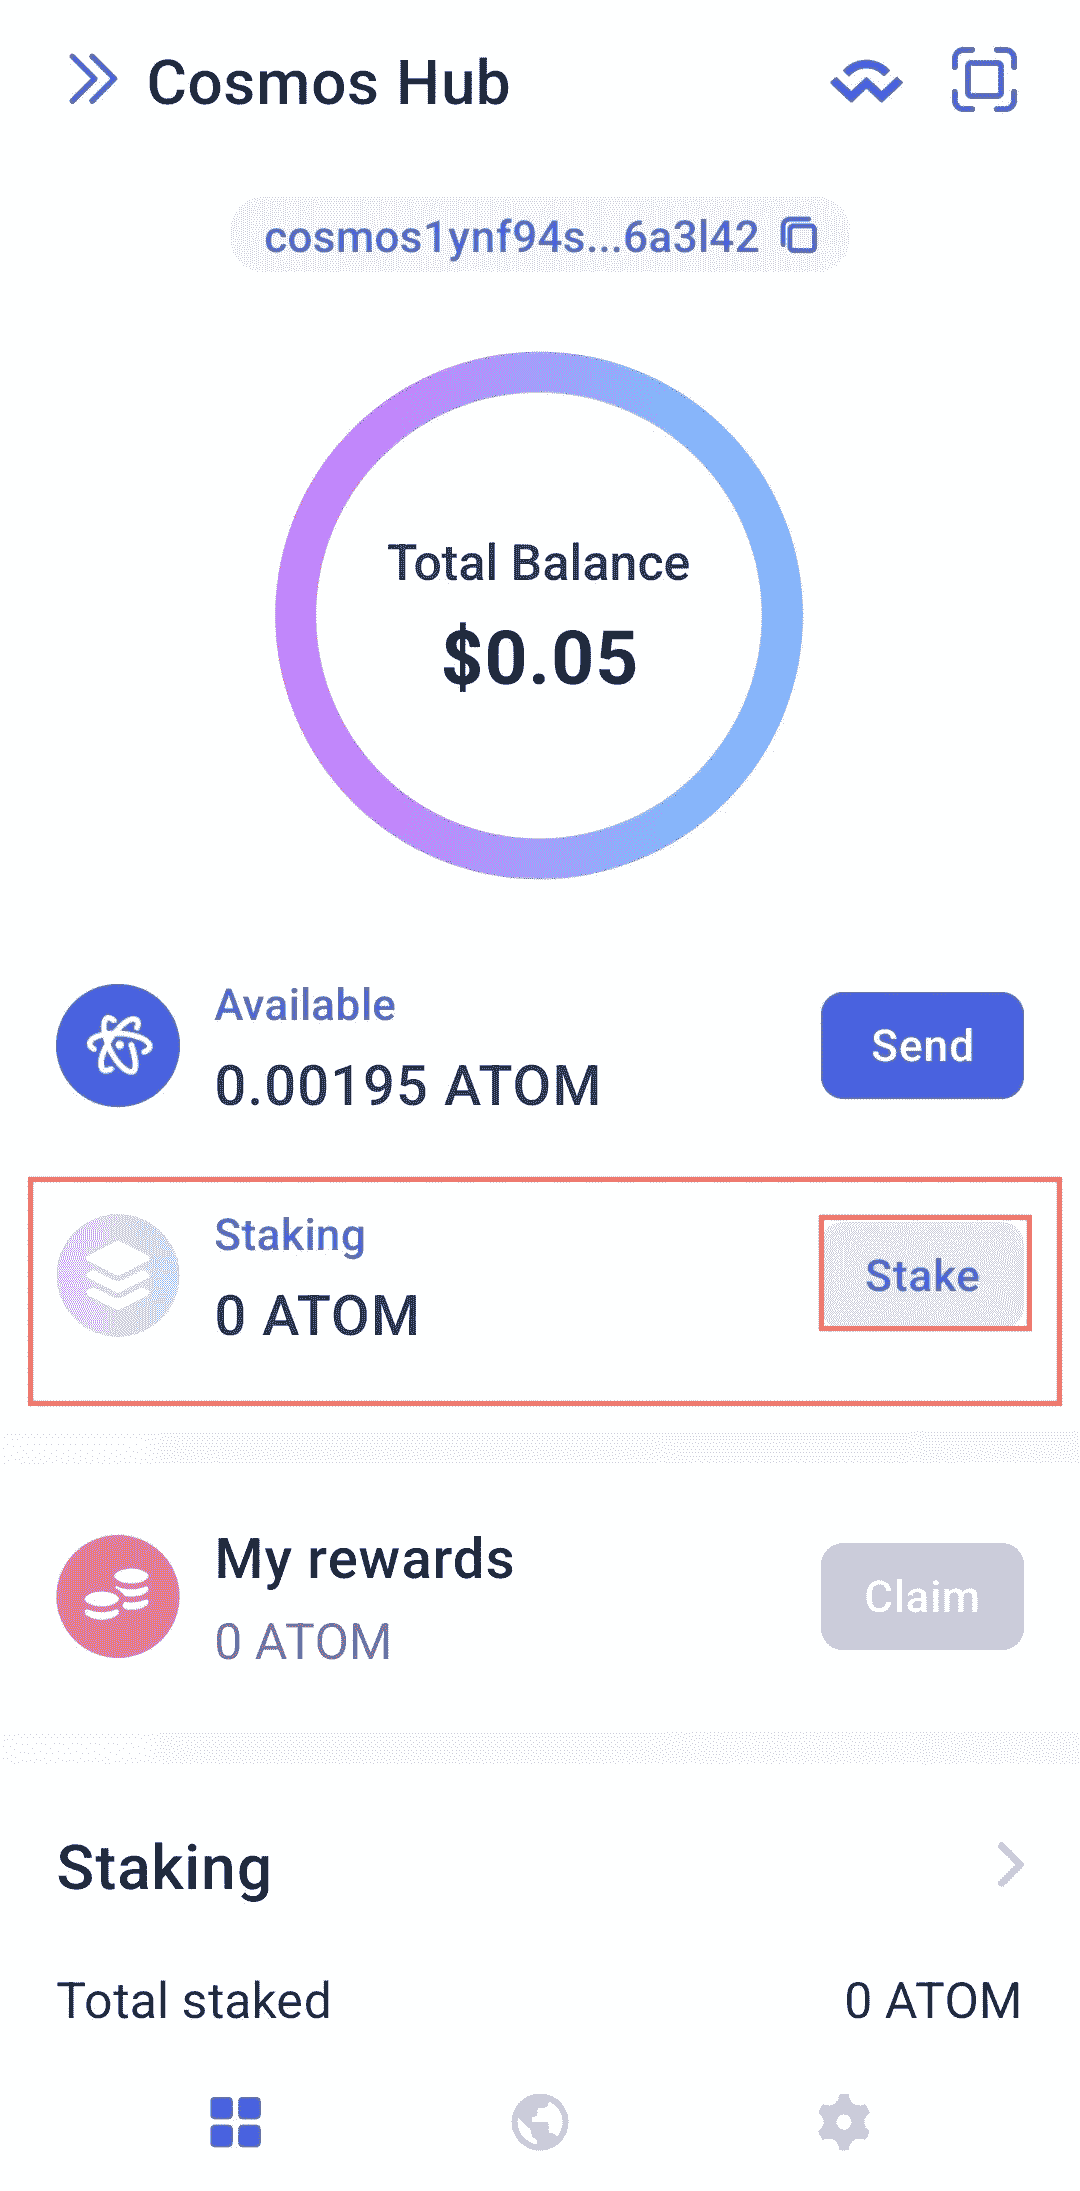 Cosmos Hub
cosmos1ynf94s...6a3l42
Total Balance
$0.05
Available
0.00195 ATOM
Send
Staking
0 ATOM
Stake
My rewards
0 ATOM
Claim
Staking
Total staked
0 ATOM